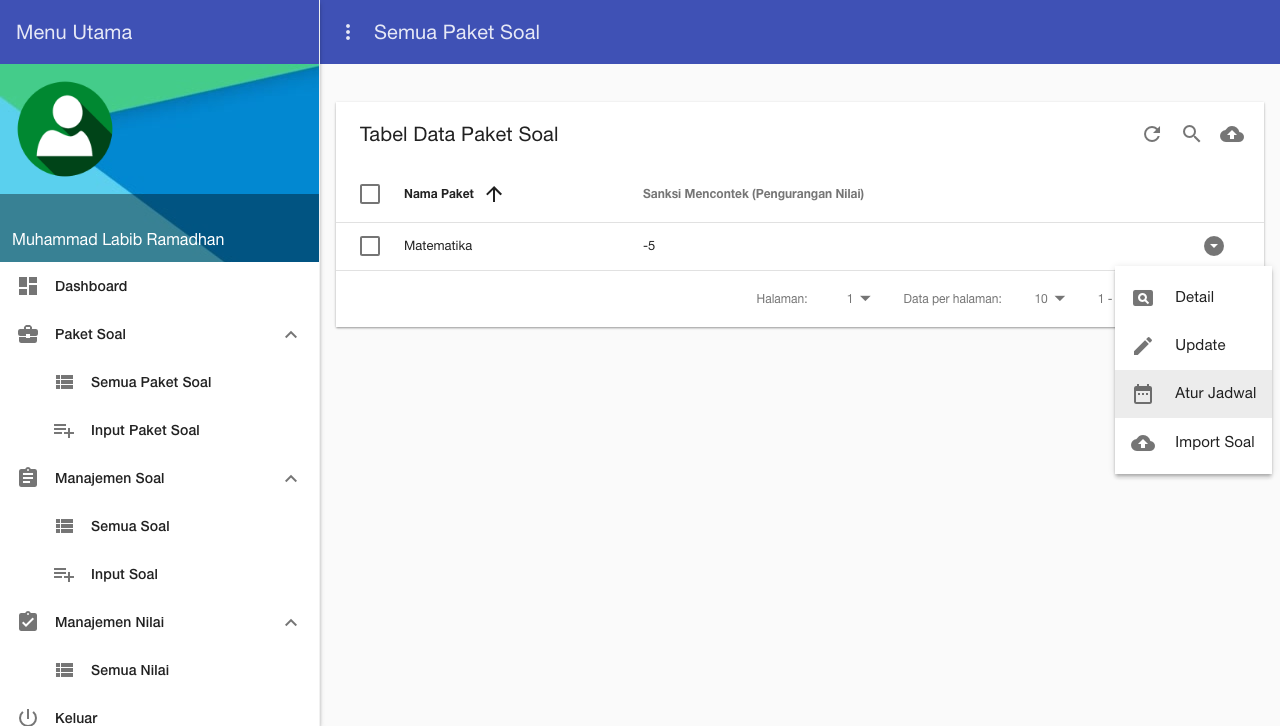 Menu Utama
Semua Paket Soal
Muhammad Labib Ramadhan
Dashboard
Paket Soal
Semua Paket Soal
Input Paket Soal
Manajemen Soal
Semua Soal
Input Soal
Manajemen Nilai
Semua Nilai
Keluar
Tabel Data Paket Soal
Nama Paket Sanksi Mencontek (Pengurangan Nilai)
Matematika -5
Halaman: 1 Data per halaman: 10 1 -
Detail
Update
Atur Jadwal
Import Soal